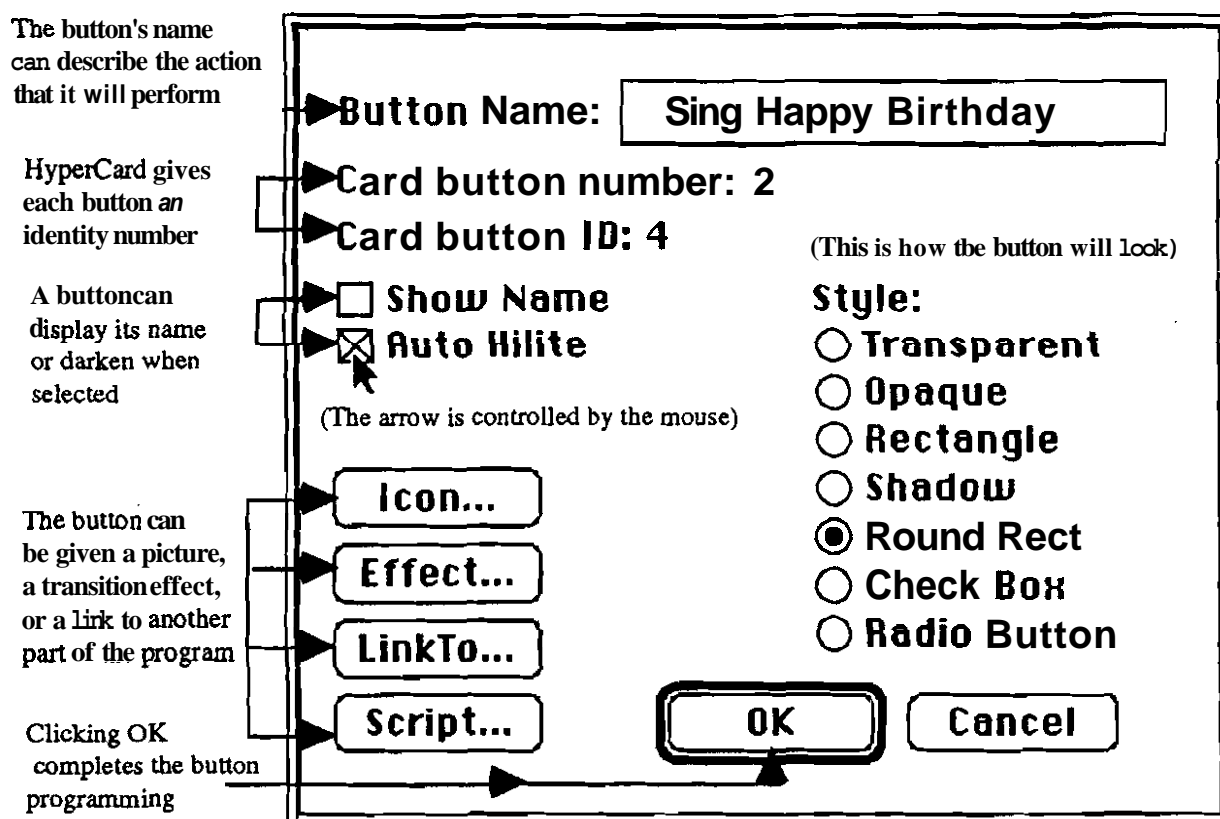 The button's name
can describe the action
that it will perform
Button Name: Sing Happy Birthday
HyperCard gives
each button an
identity number
Card button number: 2
Card button ID: 4
(This is how tbe button will look)
A buttoncan
display its name
or darken when
selected
Show Name
Auto Hilite
(The arrow is controlled by the mouse)
Style:
Transparent
Opaque
Rectangle
Shadow
Round Rect
Check Box
Radio Button
The button can
be given a picture,
a transition effect,
or a link to another
part of the program
Icon...
Effect...
LinkTo...
Script...
Clicking OK
completes the button
programming
OK
Cancel